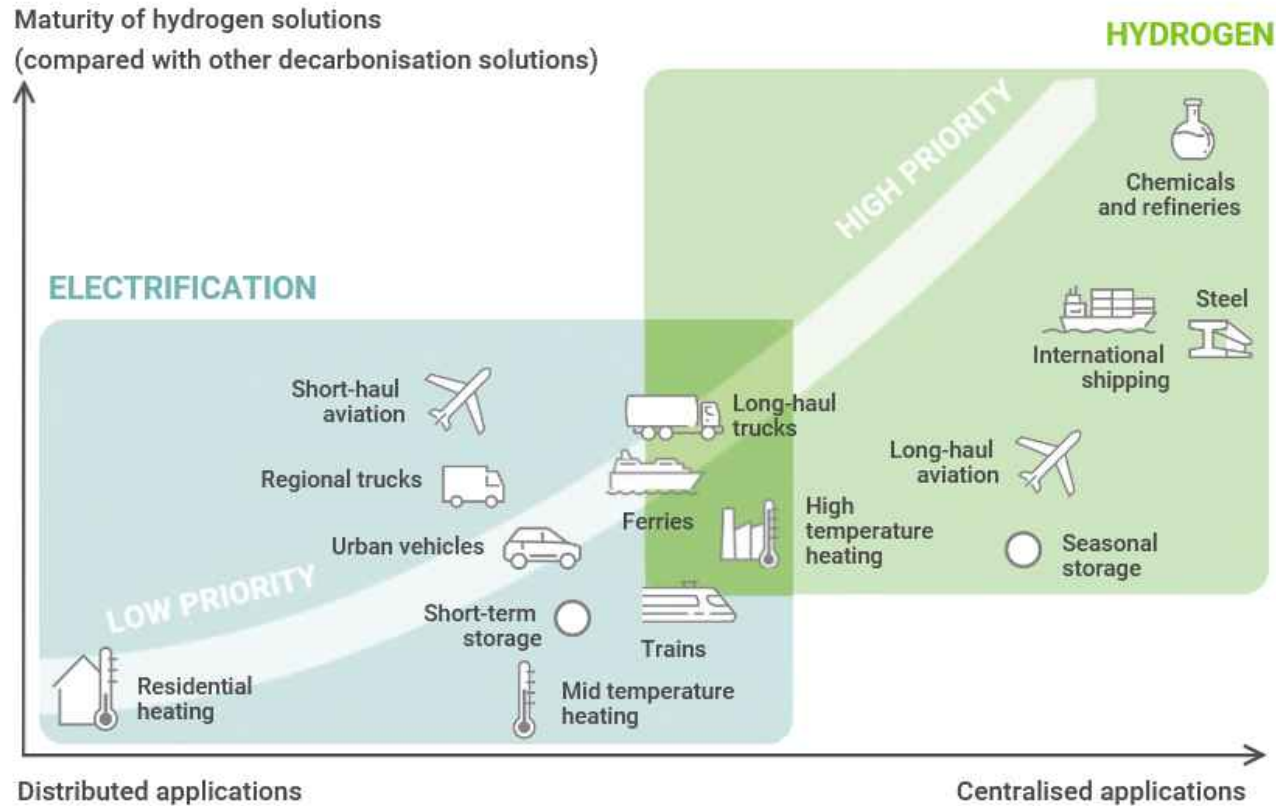 Maturity of hydrogen solutions
(compared with other decarbonisation solutions)
HYDROGEN
HIGH PRIORITY
Chemicals
and refineries
ELECTRIFICATION
Steel
International
shipping
Short-haul
aviation
Long-haul
trucks
Long-haul
aviation
Regional trucks
Ferries
High
temperature
heating
Urban vehicles
Seasonal
storage
LOW PRIORITY
Short-term
storage
Trains
Residential
heating
Mid temperature
heating
Distributed applications
Centralised applications